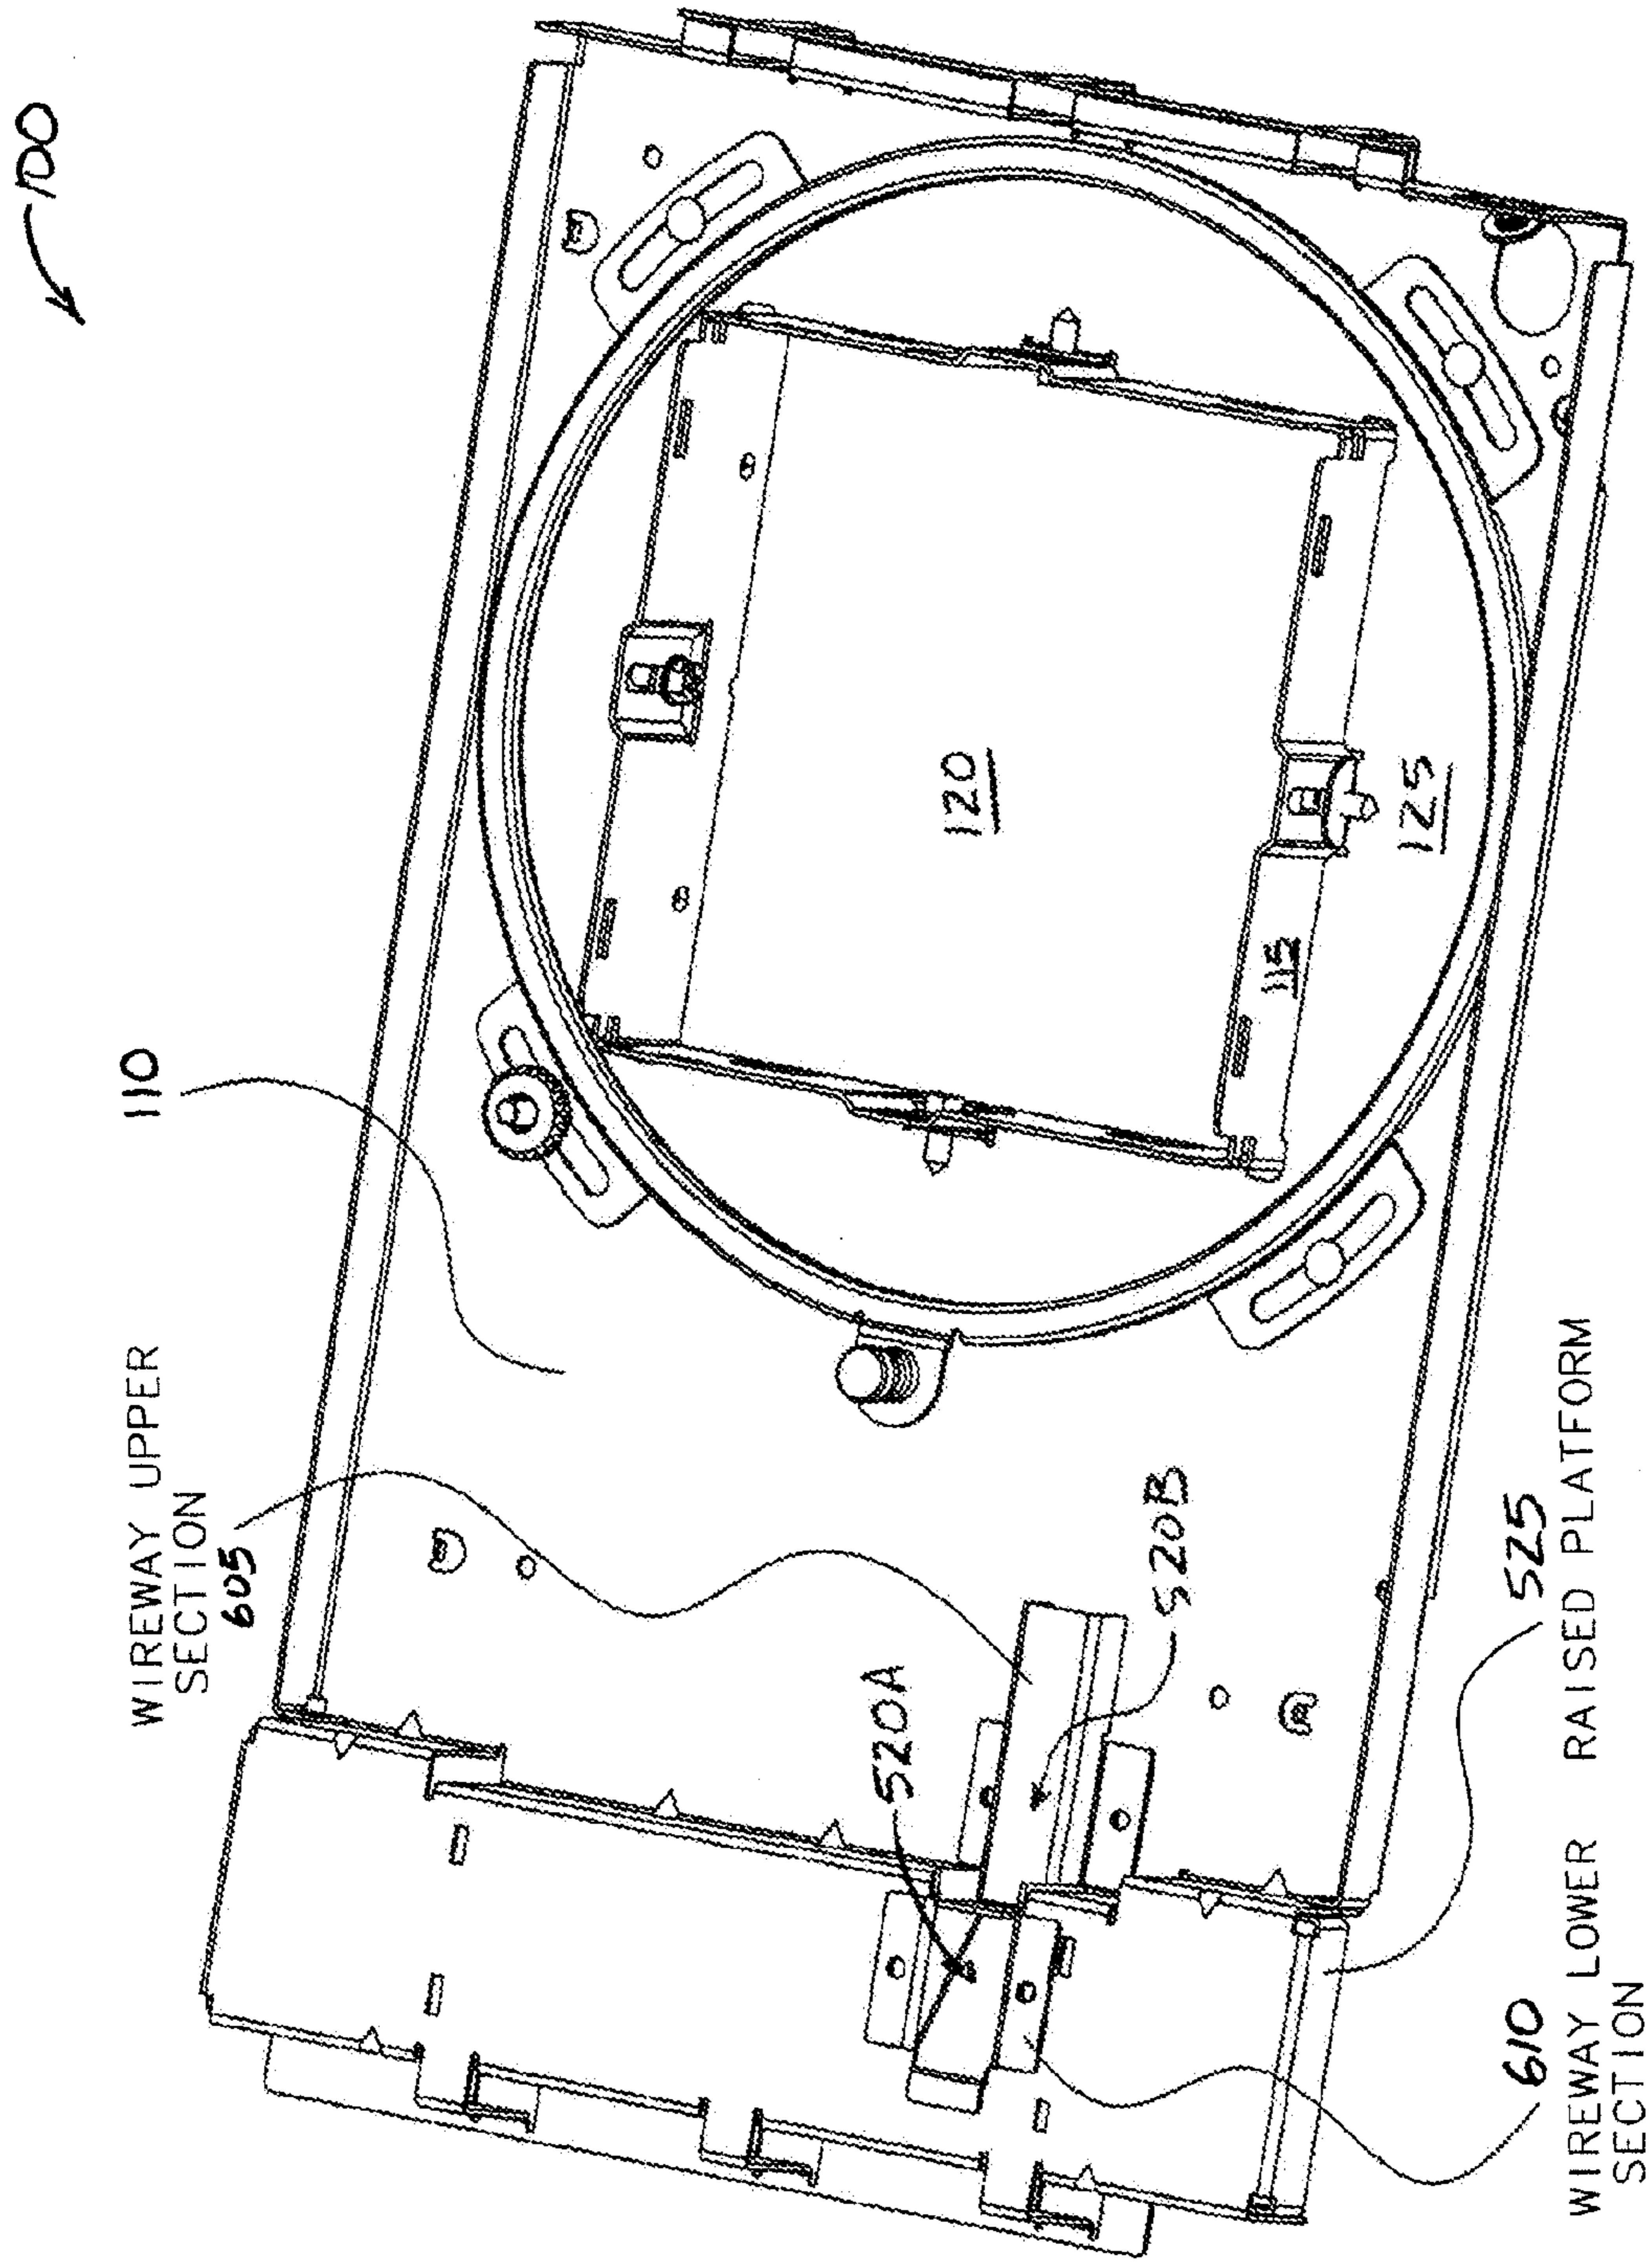 100
110
WIREWAY UPPER
SECTION
605
120
125
115
520A
520B
525
RAISED PLATFORM
610
WIREWAY LOWER
SECTION